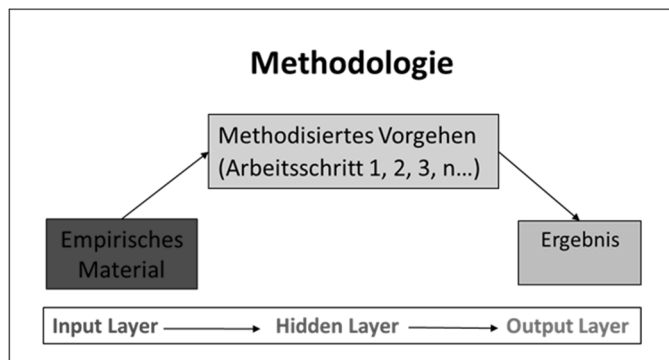 Methodologie
Methodisiertes Vorgehen
(Arbeitsschritt 1, 2, 3, n...)
Empirisches
Material
Ergebnis
Input Layer
Hidden Layer
Output Layer